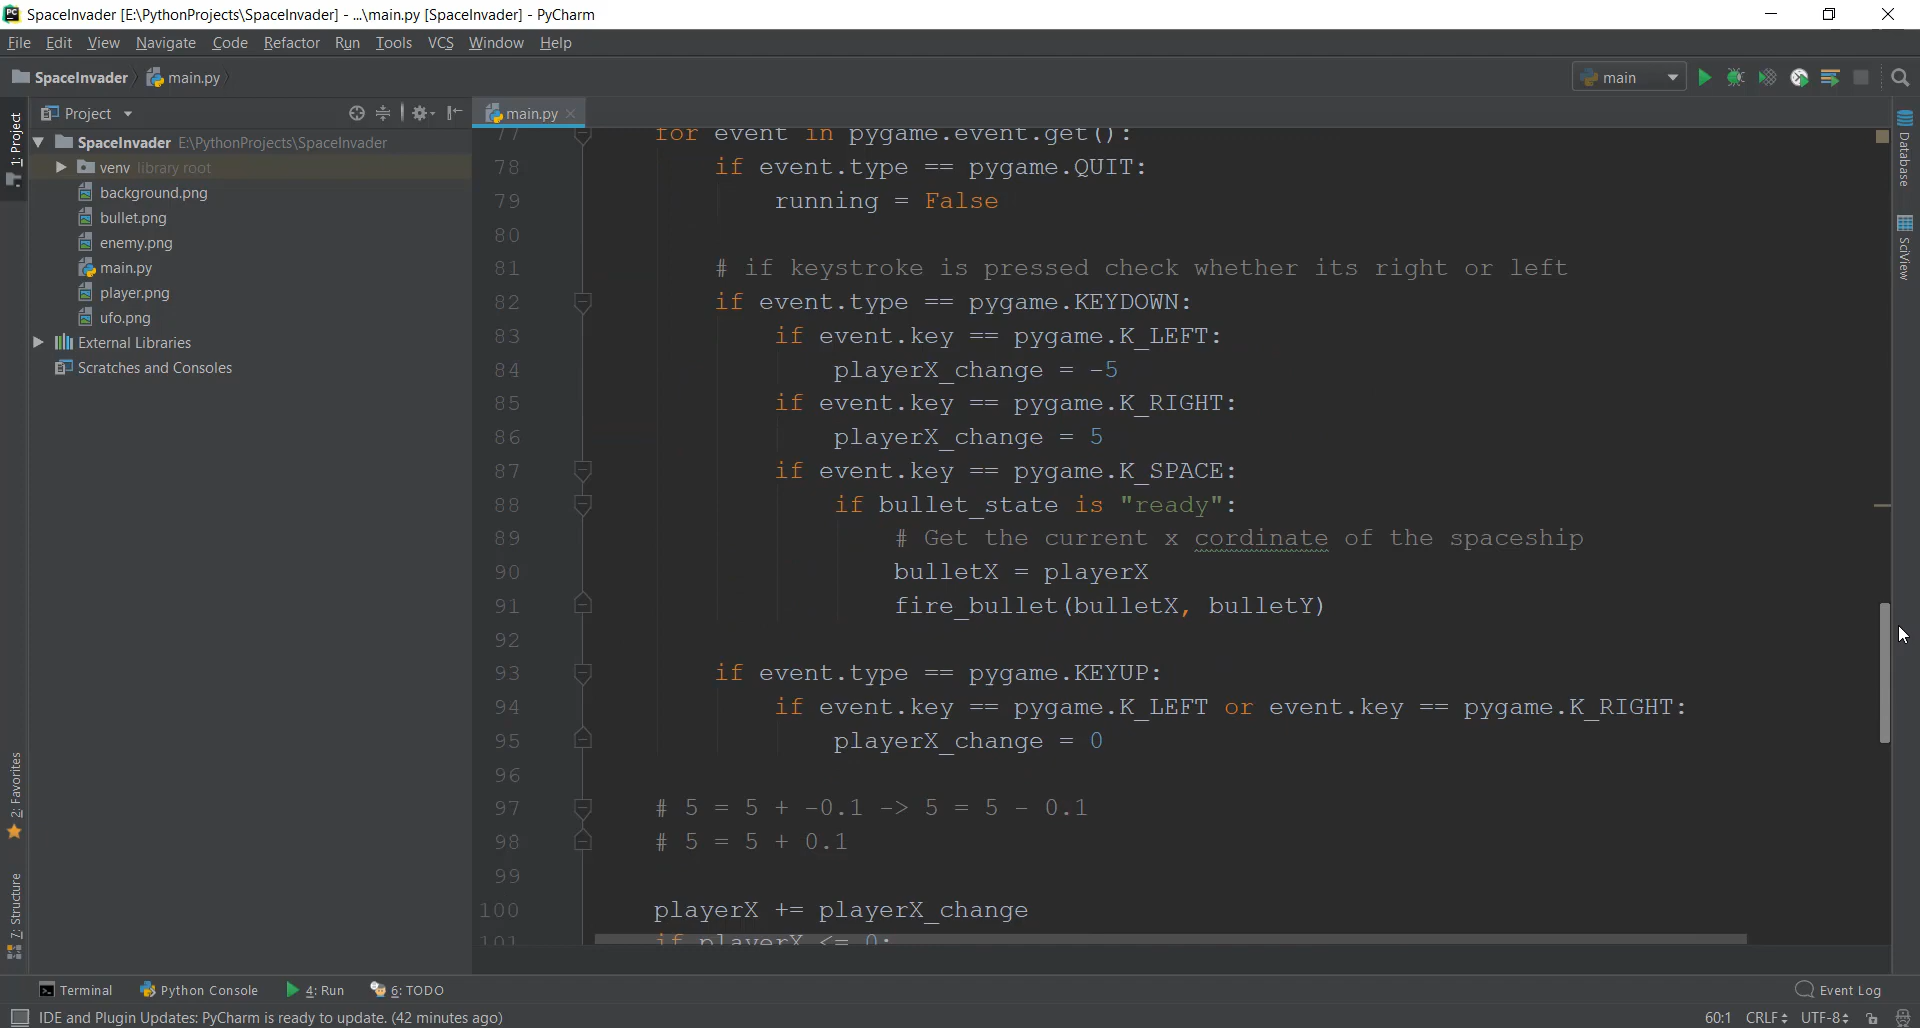 SpaceInvader [E:\PythonProjects\SpaceInvader] - ...\main.py [SpaceInvader] - PyCharm
File Edit View Navigate Code Refactor Run Tools VCS Window Help
SpaceInvader main.py main
Project main.py
SpaceInvader E:\PythonProjects\SpaceInvader
venv library root
background.png
bullet.png
enemy.png
main.py
player.png
ufo.png
External Libraries
Scratches and Consoles
1: Project
2: Favorites
7: Structure
77 for event in pygame.event.get():
78 if event.type == pygame.QUIT:
79 running = False
80
81 # if keystroke is pressed check whether its right or left
82 if event.type == pygame.KEYDOWN:
83 if event.key == pygame.K_LEFT:
84 playerX_change = -5
85 if event.key == pygame.K_RIGHT:
86 playerX_change = 5
87 if event.key == pygame.K_SPACE:
88 if bullet_state is "ready":
89 # Get the current x cordinate of the spaceship
90 bulletX = playerX
91 fire_bullet(bulletX, bulletY)
92
93 if event.type == pygame.KEYUP:
94 if event.key == pygame.K_LEFT or event.key == pygame.K_RIGHT:
95 playerX_change = 0
96
97 # 5 = 5 + -0.1 -> 5 = 5 - 0.1
98 # 5 = 5 + 0.1
99
100 playerX += playerX_change
101 if playerX <= 0:
Database
SciView
Terminal Python Console 4: Run 6: TODO Event Log
IDE and Plugin Updates: PyCharm is ready to update. (42 minutes ago) 60:1 CRLF UTF-8